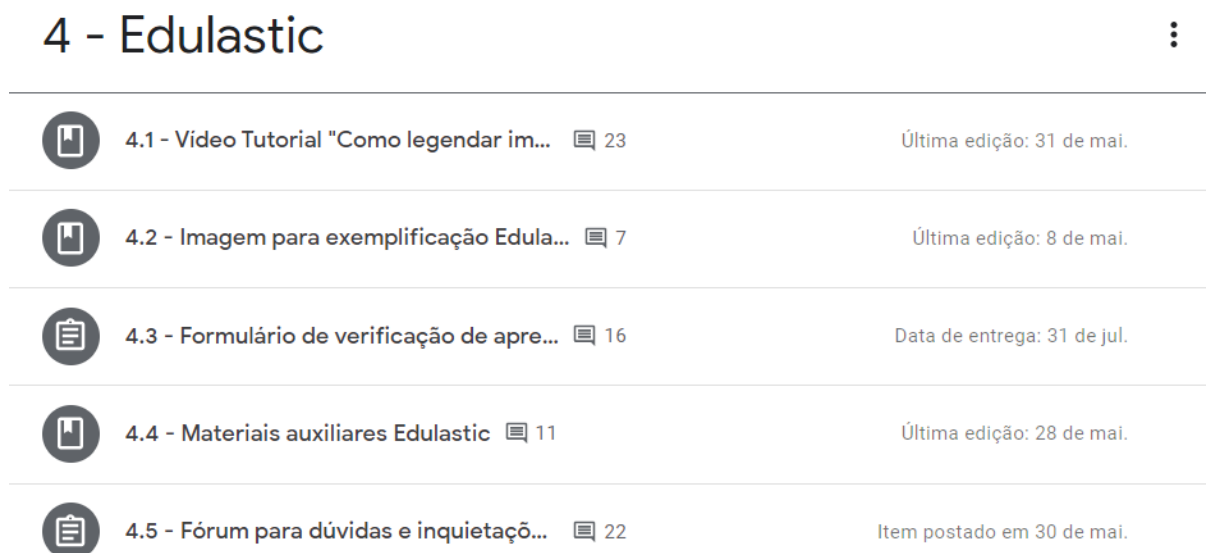 4 - Edulastic
4.1 - Vídeo Tutorial "Como legendar im... 23 Última edição: 31 de mai.
4.2 - Imagem para exemplificação Edula... 7 Última edição: 8 de mai.
4.3 - Formulário de verificação de apre... 16 Data de entrega: 31 de jul.
4.4 - Materiais auxiliares Edulastic 11 Última edição: 28 de mai.
4.5 - Fórum para dúvidas e inquietaçõ... 22 Item postado em 30 de mai.